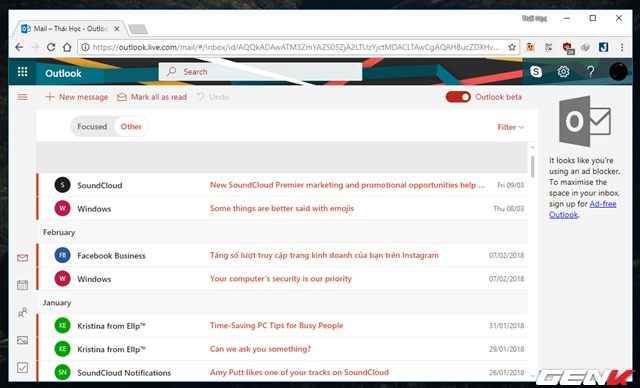 Thái Học
Mail – Thái Học - Outlook
https://outlook.live.com/mail/#/inbox/id/AQQkADAwATM3ZmYAZS05ZjA2LTUzYjctMDACLTAwCgAQAHBucZDXHv...
Outlook
Search
New message
Mark all as read
Undo
Outlook beta
Focused
Other
Filter
It looks like you're
using an ad blocker.
To maximise the
space in your inbox,
sign up for Ad-free
Outlook.
S SoundCloud New SoundCloud Premier marketing and promotional opportunities help ... Fri 09/03
W Windows Some things are better said with emojis Thu 08/03
February
FB Facebook Business Tăng số lượt truy cập trang kinh doanh của bạn trên Instagram 07/02/2018
W Windows Your computer's security is our priority 07/02/2018
January
KE Kristina from Ellp™ Time-Saving PC Tips for Busy People 31/01/2018
KE Kristina from Ellp™ Can we ask you something? 29/01/2018
SN SoundCloud Notifications Amy Putt likes one of your tracks on SoundCloud 26/01/2018
GENK